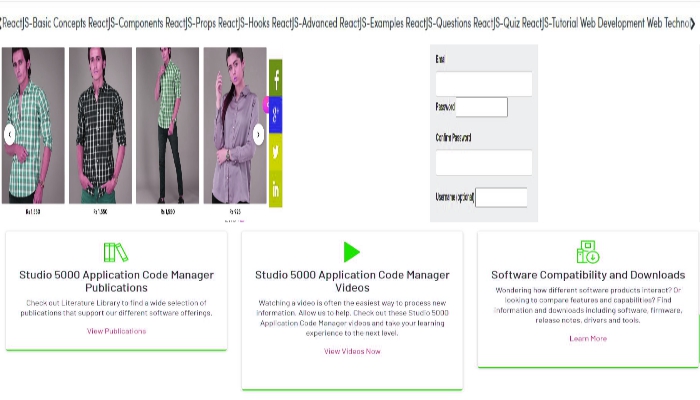 ReactJS-Basic Concepts ReactJS-Components ReactJS-Props ReactJS-Hooks ReactJS-Advanced ReactJS-Examples ReactJS-Questions ReactJS-Quiz ReactJS-Tutorial Web Development Web Techno
Email
Password
Confirm Password
Username (optional)
f
g+
in
Rs.1,550 Rs.1,550 Rs.1,550 Rs.925
Studio 5000 Application Code Manager
Publications
Check out Literature Library to find a wide selection of
publications that support our different software offerings.
View Publications
Studio 5000 Application Code Manager
Videos
Watching a video is often the easiest way to process new
information. Allow us to help. Check out these Studio 5000
Application Code Manager videos and take your learning
experience to the next level.
View Videos Now
Software Compatibility and Downloads
Wondering how different software products interact? Or
looking to compare features and capabilities? Find
information and downloads including software, firmware,
release notes, drivers and tools.
Learn More